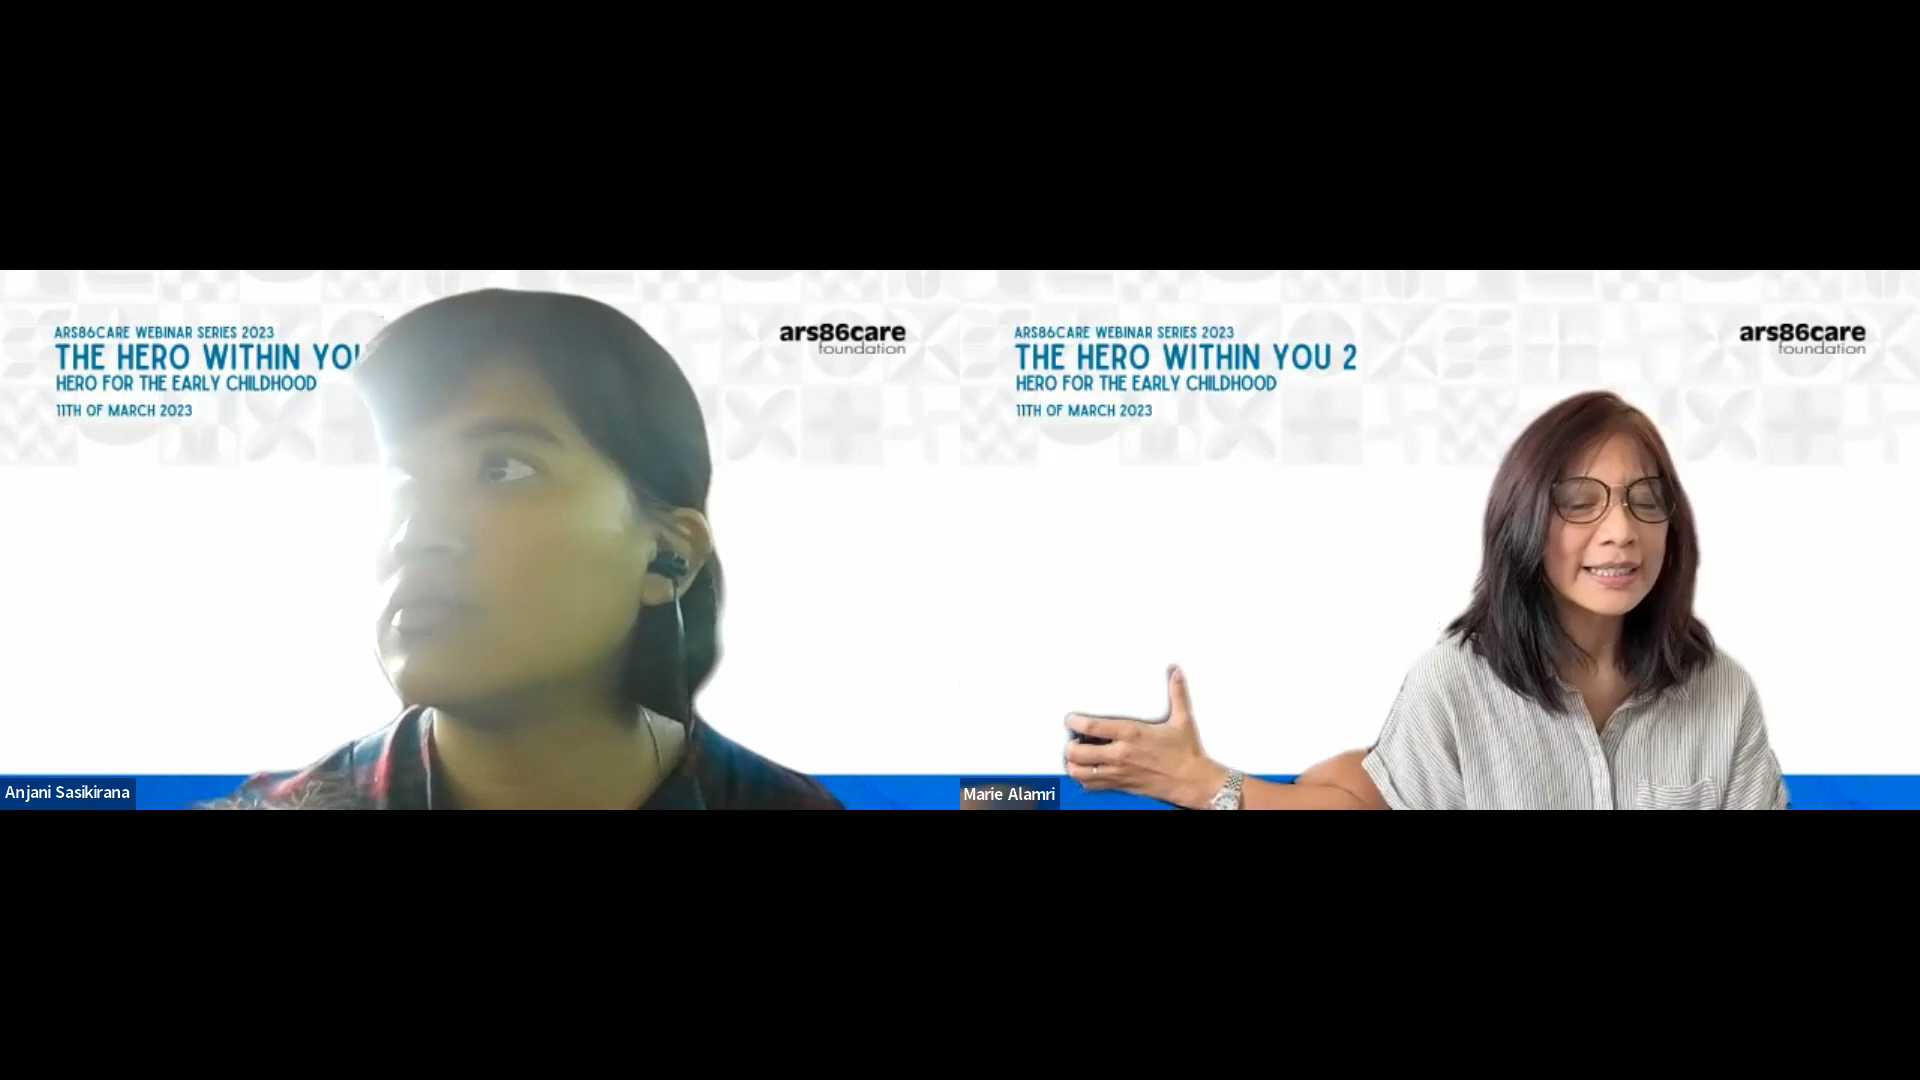 ARS86CARE WEBINAR SERIES 2023
THE HERO WITHIN YOU
HERO FOR THE EARLY CHILDHOOD
11TH OF MARCH 2023
ars86care
foundation
Anjani Sasikirana
ARS86CARE WEBINAR SERIES 2023
THE HERO WITHIN YOU 2
HERO FOR THE EARLY CHILDHOOD
11TH OF MARCH 2023
ars86care
foundation
Marie Alamri